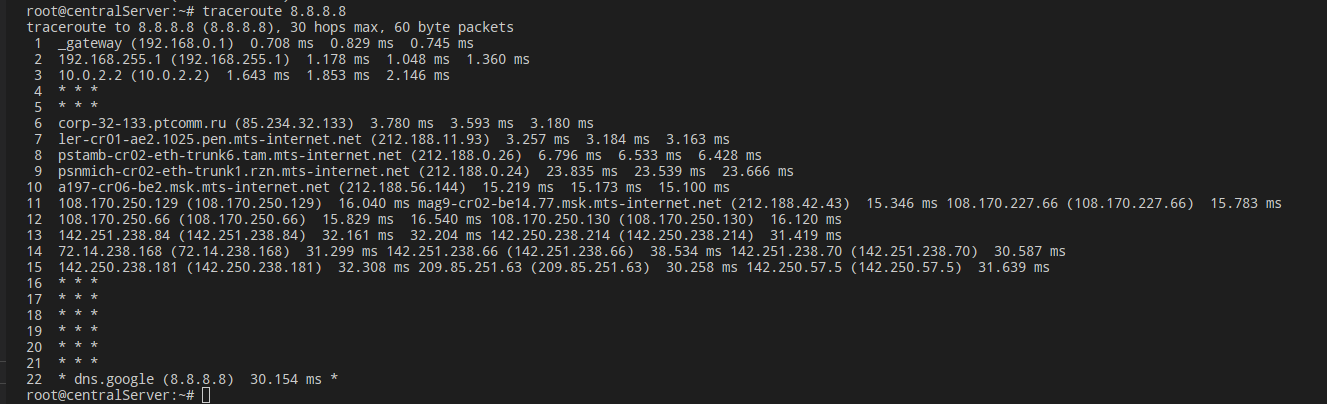 root@centralServer:~# traceroute 8.8.8.8
traceroute to 8.8.8.8 (8.8.8.8), 30 hops max, 60 byte packets
1 _gateway (192.168.0.1) 0.708 ms 0.829 ms 0.745 ms
2 192.168.255.1 (192.168.255.1) 1.178 ms 1.048 ms 1.360 ms
3 10.0.2.2 (10.0.2.2) 1.643 ms 1.853 ms 2.146 ms
4 * * *
5 * * *
6 corp-32-133.ptcomm.ru (85.234.32.133) 3.780 ms 3.593 ms 3.180 ms
7 ler-cr01-ae2.1025.pen.mts-internet.net (212.188.11.93) 3.257 ms 3.184 ms 3.163 ms
8 pstamb-cr02-eth-trunk6.tam.mts-internet.net (212.188.0.26) 6.796 ms 6.533 ms 6.428 ms
9 psnmich-cr02-eth-trunk1.rzn.mts-internet.net (212.188.0.24) 23.835 ms 23.539 ms 23.666 ms
10 a197-cr06-be2.msk.mts-internet.net (212.188.56.144) 15.219 ms 15.173 ms 15.100 ms
11 108.170.250.129 (108.170.250.129) 16.040 ms mag9-cr02-be14.77.msk.mts-internet.net (212.188.42.43) 15.346 ms 108.170.227.66 (108.170.227.66) 15.783 ms
12 108.170.250.66 (108.170.250.66) 15.829 ms 16.540 ms 108.170.250.130 (108.170.250.130) 16.120 ms
13 142.251.238.84 (142.251.238.84) 32.161 ms 32.204 ms 142.250.238.214 (142.250.238.214) 31.419 ms
14 72.14.238.168 (72.14.238.168) 31.299 ms 142.251.238.66 (142.251.238.66) 38.534 ms 142.251.238.70 (142.251.238.70) 30.587 ms
15 142.250.238.181 (142.250.238.181) 32.308 ms 209.85.251.63 (209.85.251.63) 30.258 ms 142.250.57.5 (142.250.57.5) 31.639 ms
16 * * *
17 * * *
18 * * *
19 * * *
20 * * *
21 * * *
22 * dns.google (8.8.8.8) 30.154 ms *
root@centralServer:~#